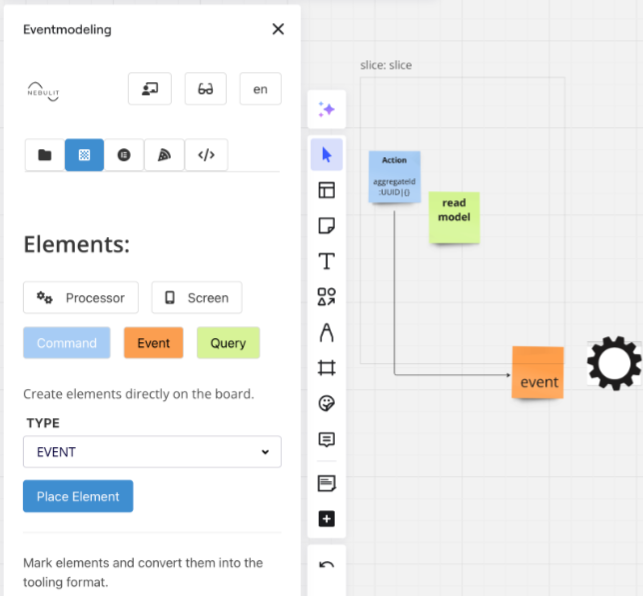 Eventmodeling
NEBULIT
en
Elements:
Processor
Screen
Command
Event
Query
Create elements directly on the board.
TYPE
EVENT
Place Element
Mark elements and convert them into the
tooling format.
slice: slice
Action
aggregateId
:UUID|{}
read
model
event